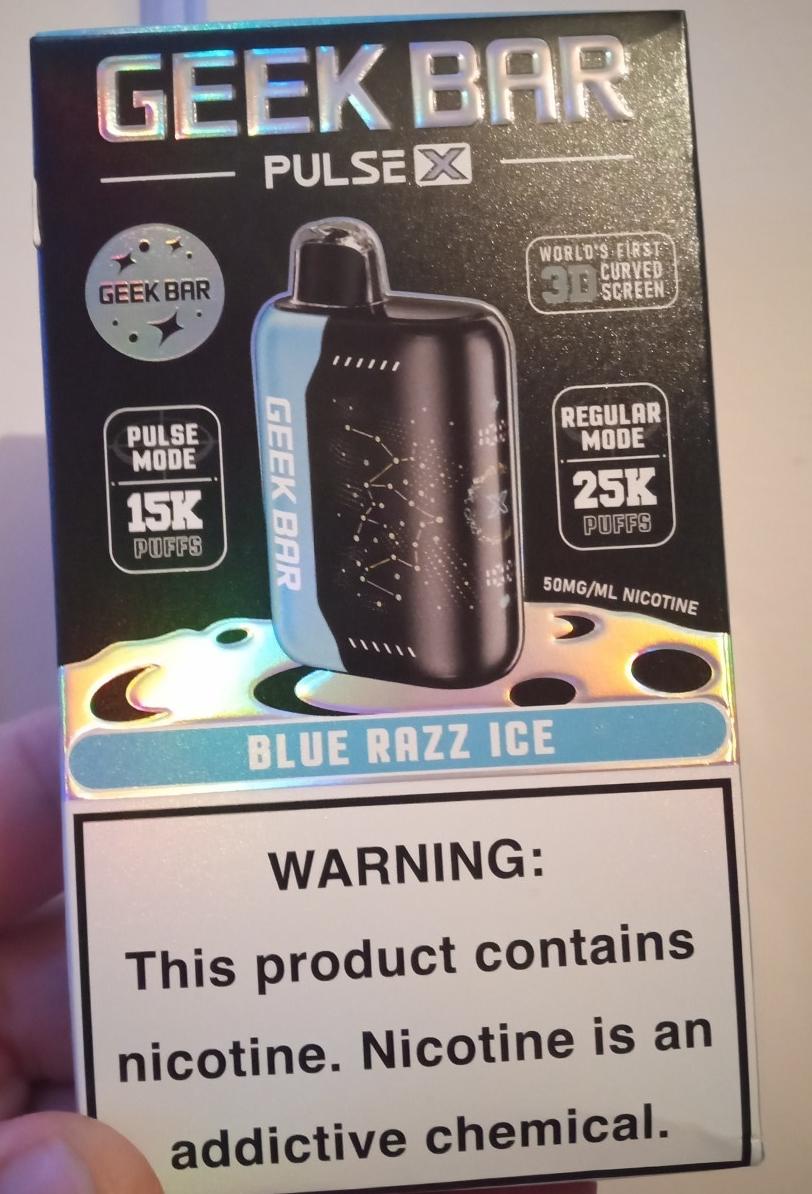 GEEK BAR
PULSE X
GEEK BAR
WORLD'S FIRST
3D CURVED
SCREEN
PULSE
MODE
15K
PUFFS
GEEK BAR
X
REGULAR
MODE
25K
PUFFS
50MG/ML NICOTINE
BLUE RAZZ ICE
WARNING:
This product contains
nicotine. Nicotine is an
addictive chemical.